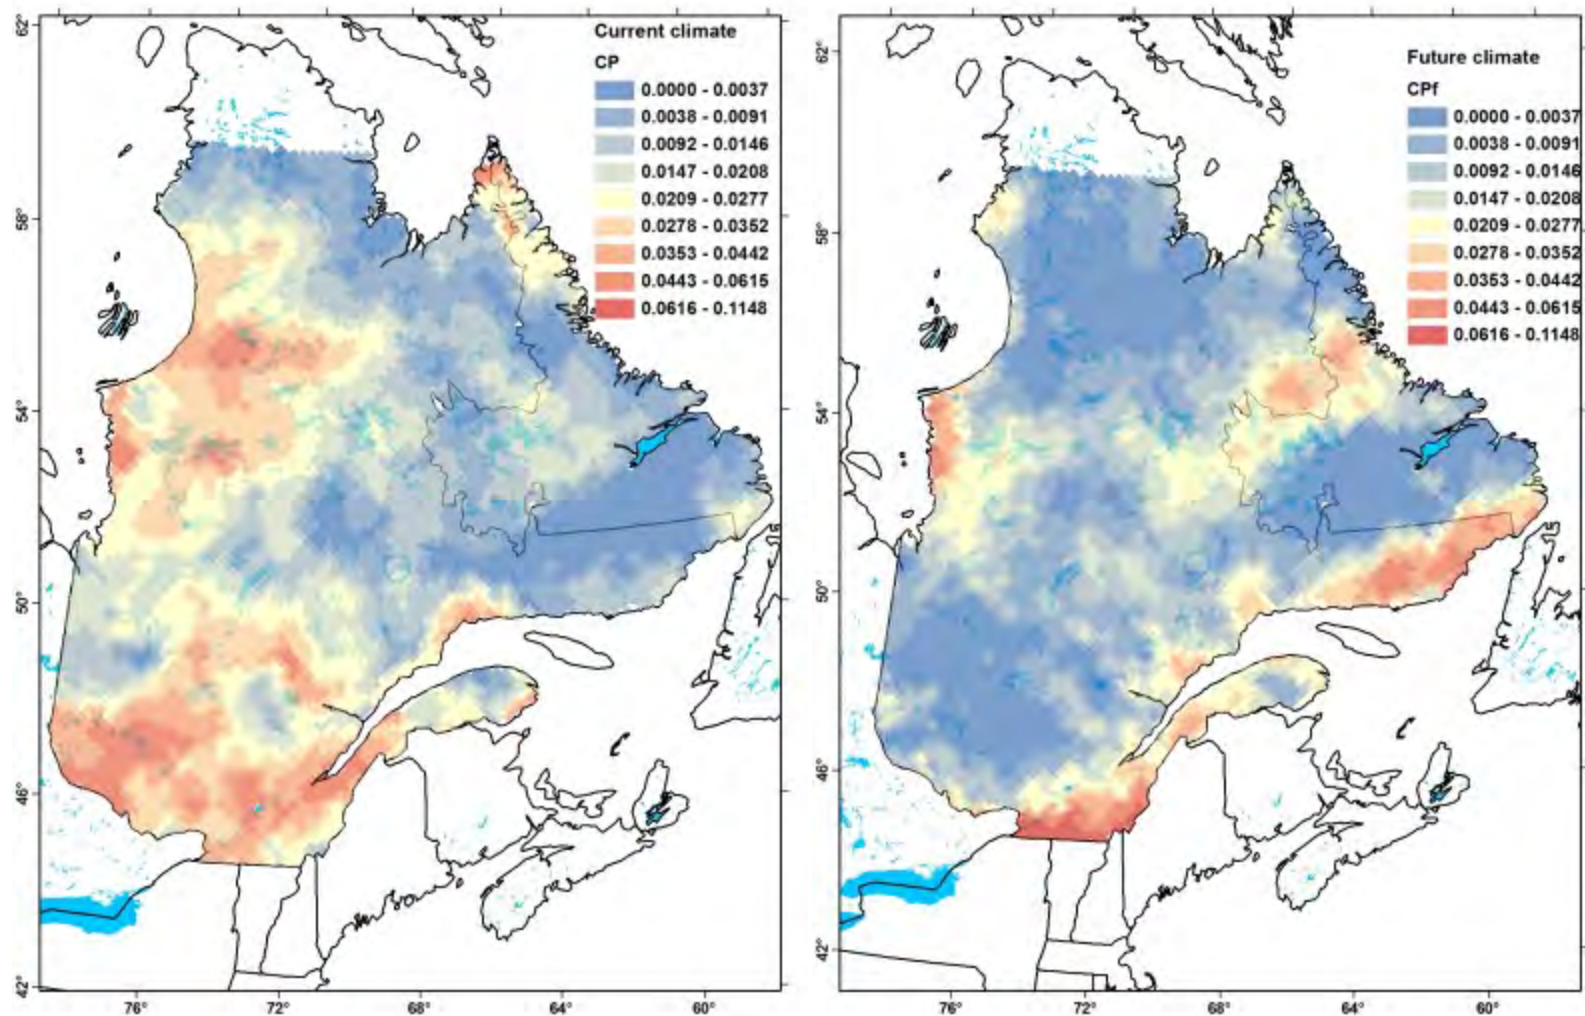 Current climate
CP
0.0000 - 0.0037
0.0038 - 0.0091
0.0092 - 0.0146
0.0147 - 0.0208
0.0209 - 0.0277
0.0278 - 0.0352
0.0353 - 0.0442
0.0443 - 0.0615
0.0616 - 0.1148
62°
58°
54°
50°
46°
42°
76°
72°
68°
64°
60°
Future climate
CPf
0.0000 - 0.0037
0.0038 - 0.0091
0.0092 - 0.0146
0.0147 - 0.0208
0.0209 - 0.0277
0.0278 - 0.0352
0.0353 - 0.0442
0.0443 - 0.0615
0.0616 - 0.1148
62°
58°
54°
50°
46°
42°
76°
72°
68°
64°
60°